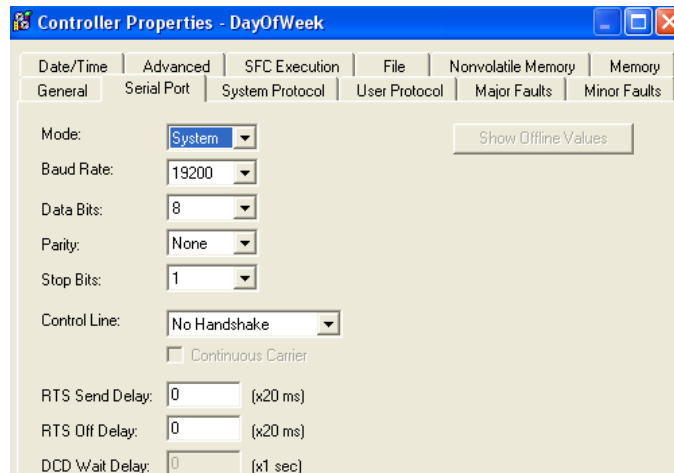 Controller Properties - DayOfWeek
Date/Time Advanced SFC Execution File Nonvolatile Memory Memory
General Serial Port System Protocol User Protocol Major Faults Minor Faults
Mode: System Show Offline Values
Baud Rate: 19200
Data Bits: 8
Parity: None
Stop Bits: 1
Control Line: No Handshake
Continuous Carrier
RTS Send Delay: 0 (x20 ms)
RTS Off Delay: 0 (x20 ms)
DCD Wait Delay: 0 (x1 sec)